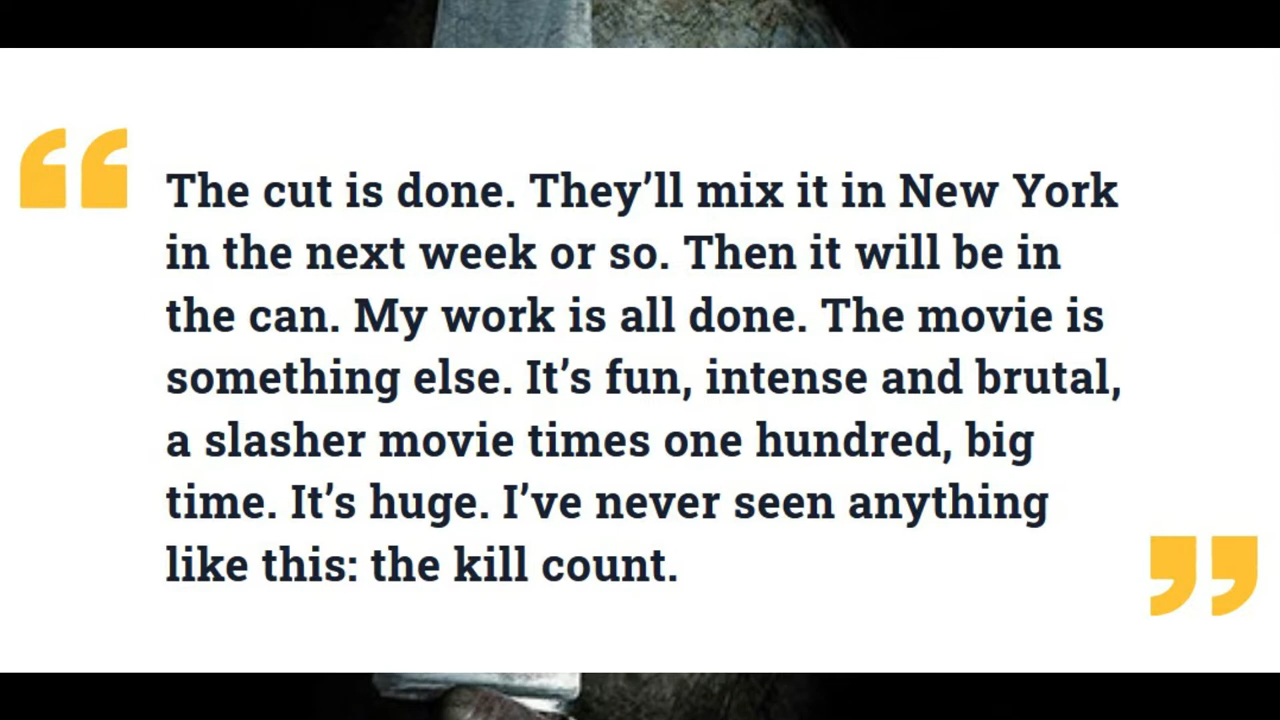 “The cut is done. They’ll mix it in New York
in the next week or so. Then it will be in
the can. My work is all done. The movie is
something else. It’s fun, intense and brutal,
a slasher movie times one hundred, big
time. It’s huge. I’ve never seen anything
like this: the kill count.”